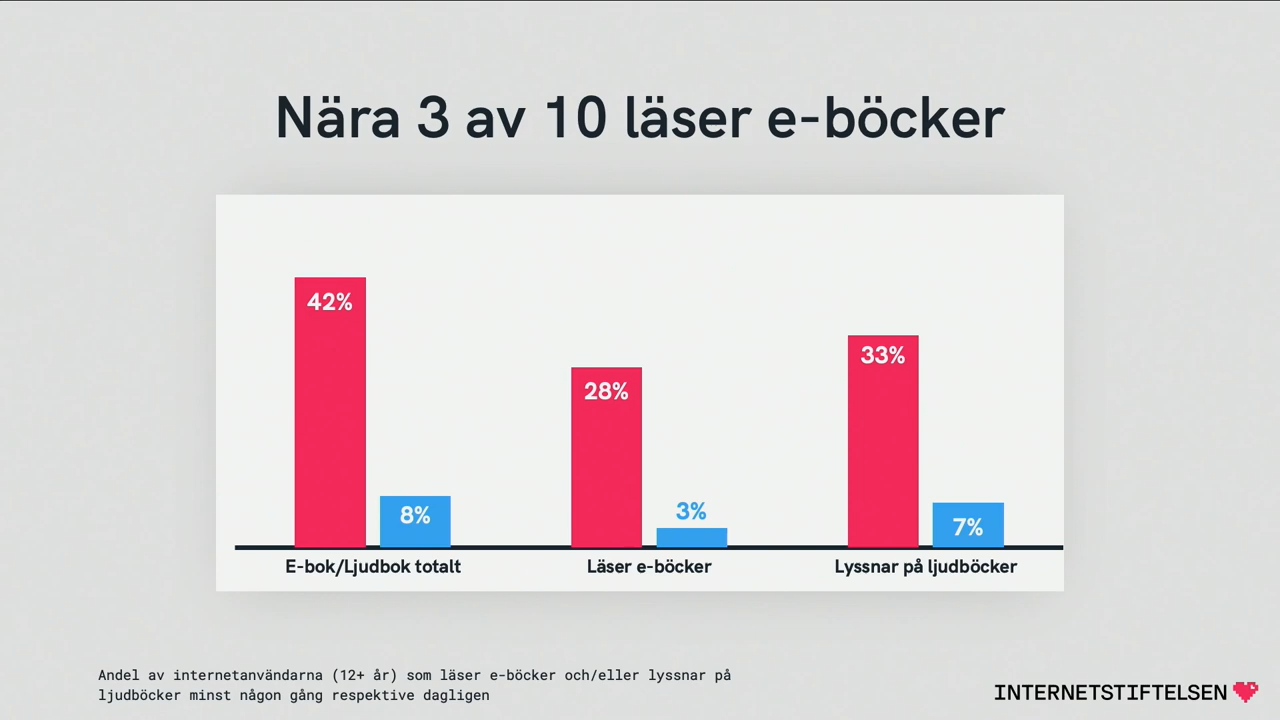 Nära 3 av 10 läser e-böcker
42%
8%
28%
3%
33%
7%
E-bok/Ljudbok totalt
Läser e-böcker
Lyssnar på ljudböcker
Andel av internetanvändarna (12+ år) som läser e-böcker och/eller lyssnar på
ljudböcker minst någon gång respektive dagligen
INTERNETSTIFTELSEN